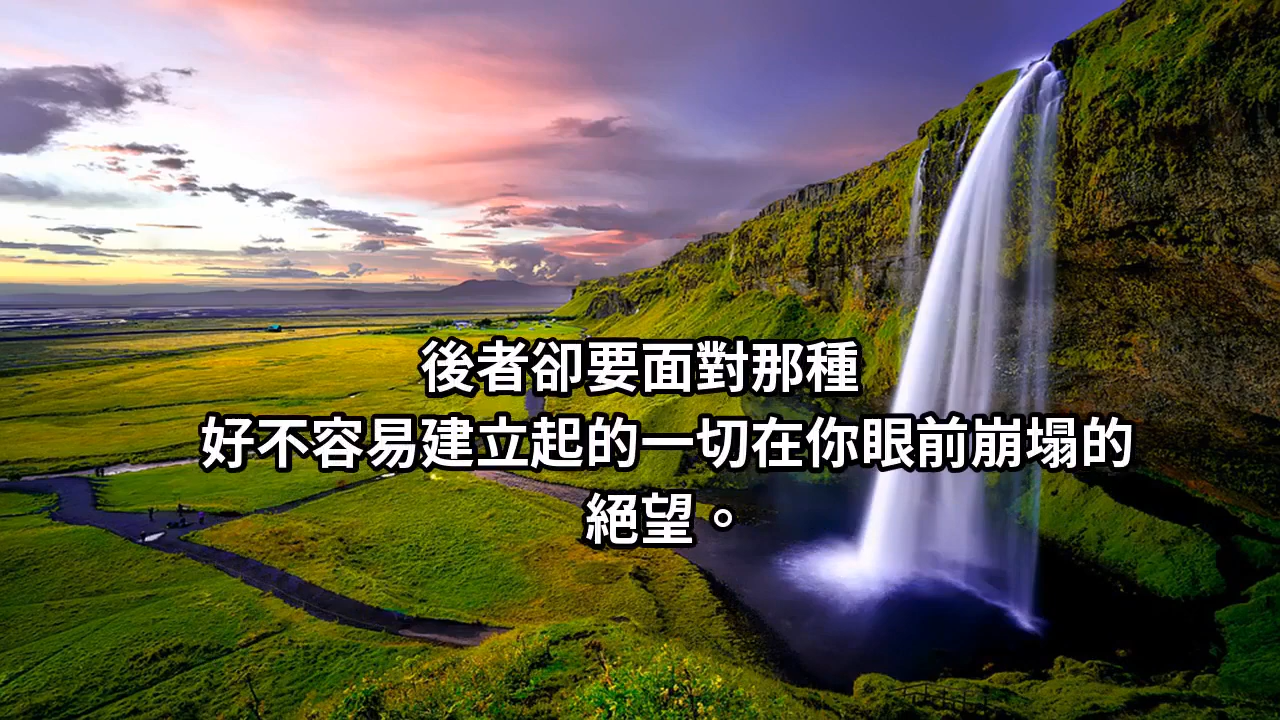 後者卻要面對那種
好不容易建立起的一切在你眼前崩塌的
絕望。